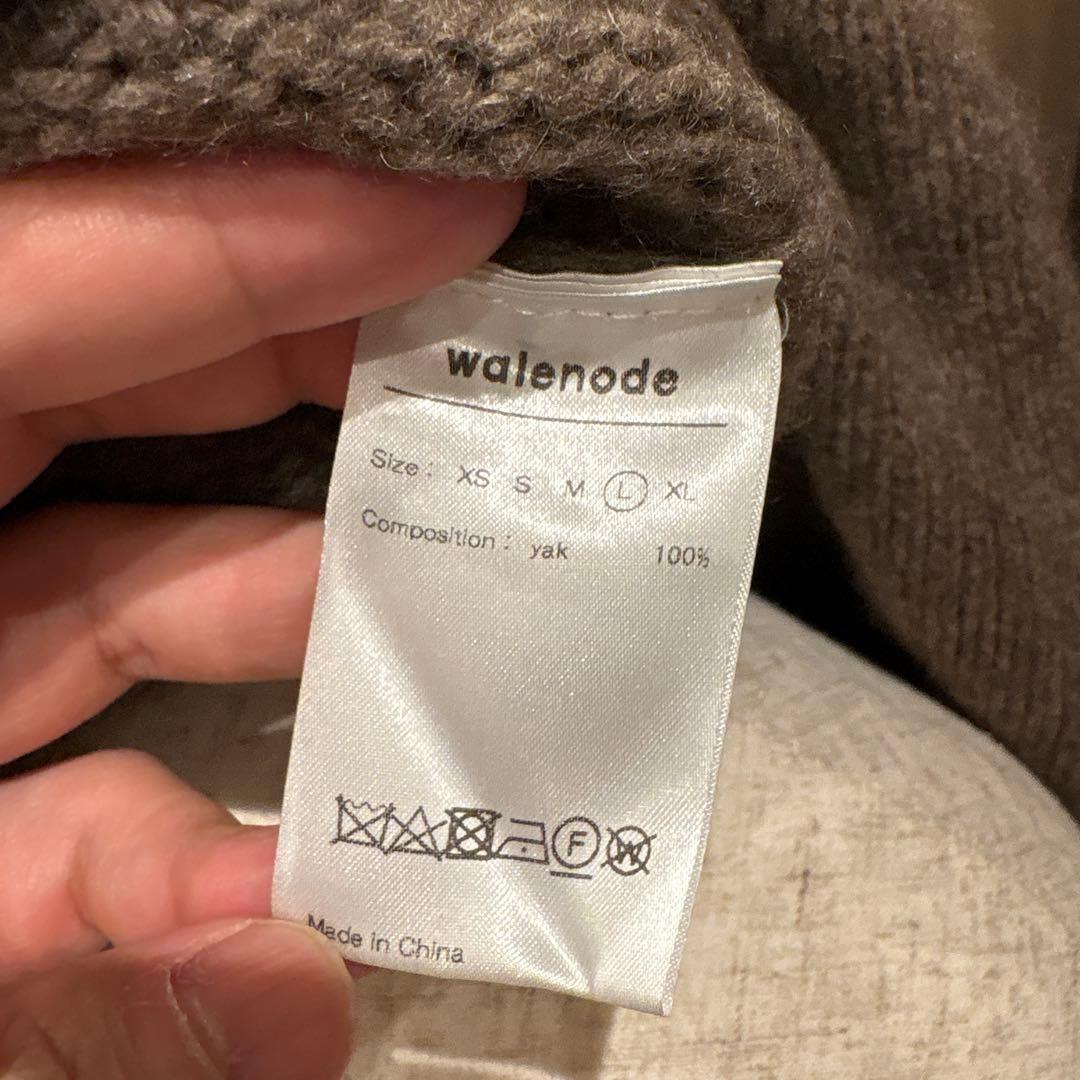 walenode
Size : XS S M L XL
Composition : yak 100%
F W
Made in China